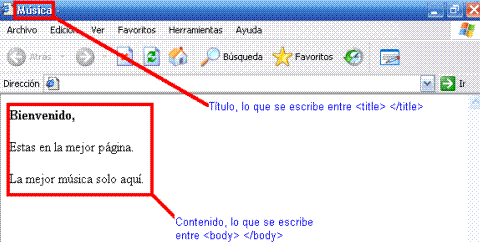 Música -
Archivo Edición Ver Favoritos Herramientas Ayuda
Atrás Búsqueda Favoritos
Dirección Ir
Título, lo que se escribe entre <title> </title>
Bienvenido,
Estas en la mejor página.
La mejor música solo aquí.
Contenido, lo que se escribe
entre <body> </body>